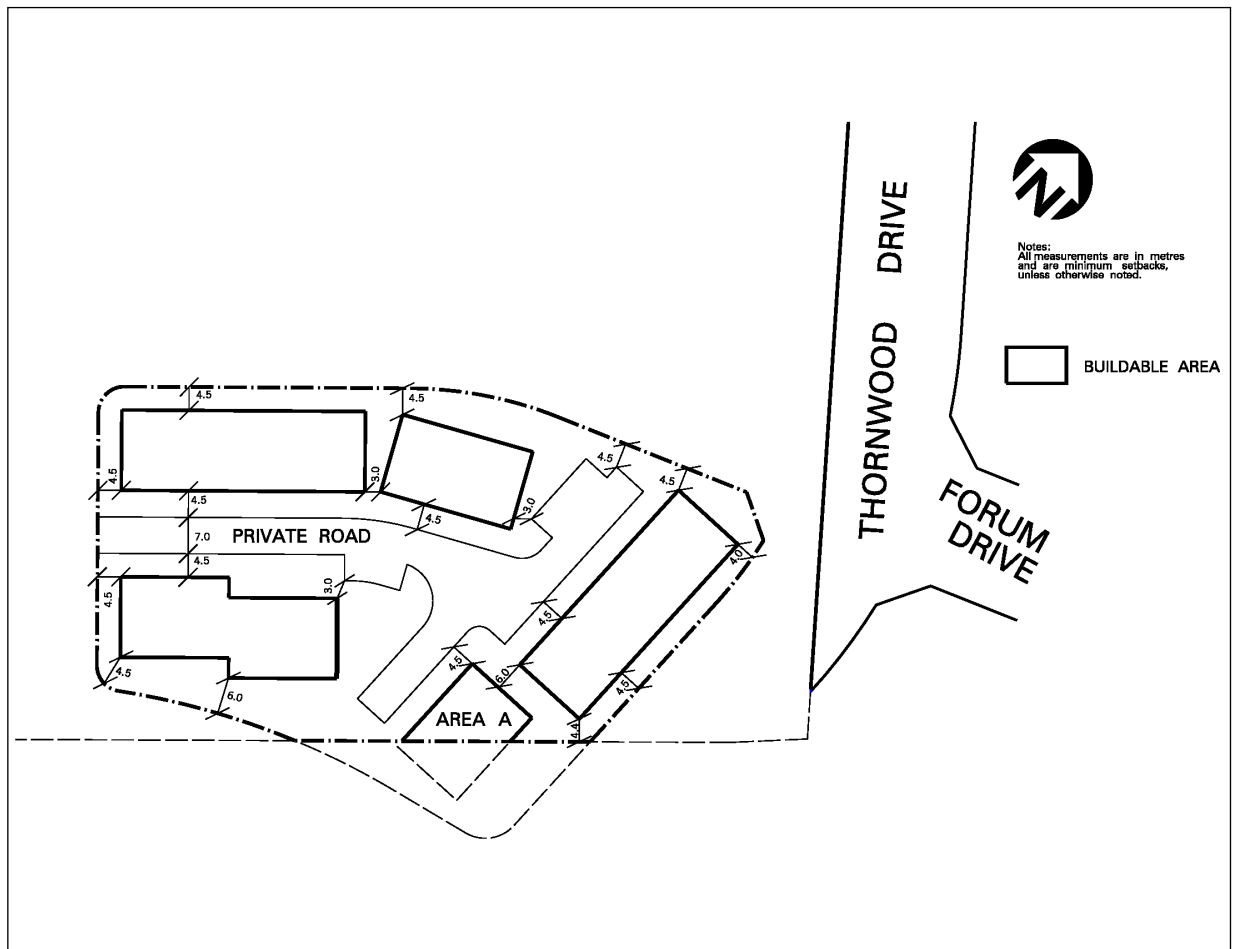 N
THORNWOOD DRIVE
Notes:
All measurements are in metres
and are minimum setbacks,
unless otherwise noted.
BUILDABLE AREA
FORUM
DRIVE
4.5
4.5
4.5
4.5
4.5
3.0
3.0
4.5
4.5
PRIVATE ROAD
7.0
4.5
4.0
3.0
4.5
4.5
4.5
4.5
6.0
4.5
6.0
AREA A
4.4